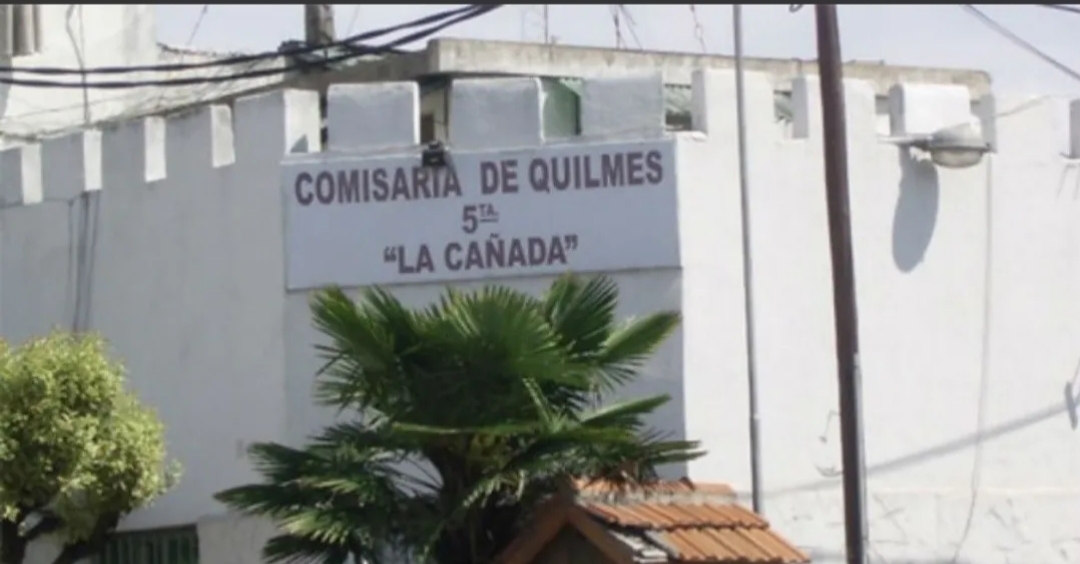 COMISARIA DE QUILMES
5TA.
“LA CAÑADA”